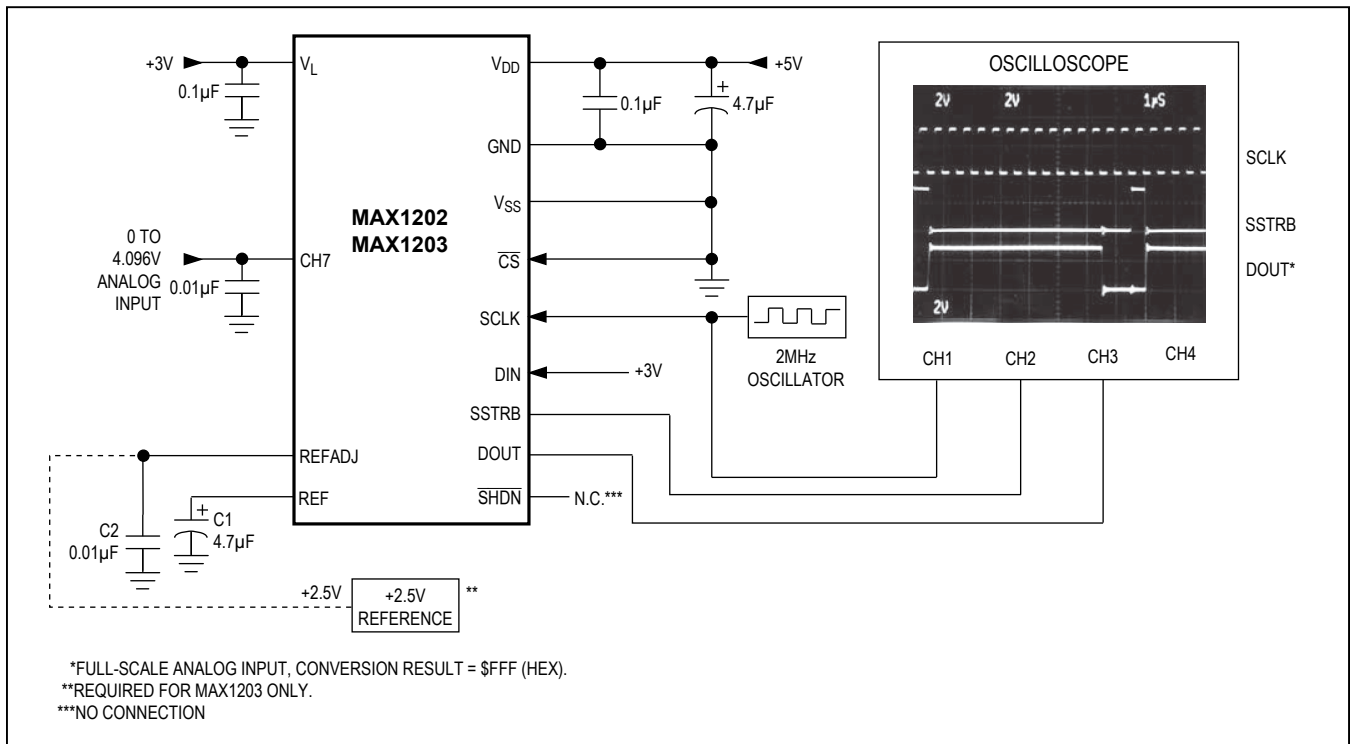 +3V
0.1µF
VL
VDD
+5V
0.1µF
+
4.7µF
GND
VSS
MAX1202
MAX1203
0 TO
4.096V
ANALOG
INPUT
0.01µF
CH7
CS
SCLK
2MHz
OSCILLATOR
DIN
+3V
SSTRB
DOUT
SHDN
N.C.***
REFADJ
REF
C2
0.01µF
+
C1
4.7µF
+2.5V
+2.5V
REFERENCE
**
OSCILLOSCOPE
2V
2V
1µS
2V
SCLK
SSTRB
DOUT*
CH1
CH2
CH3
CH4
*FULL-SCALE ANALOG INPUT, CONVERSION RESULT = $FFF (HEX).
**REQUIRED FOR MAX1203 ONLY.
***NO CONNECTION